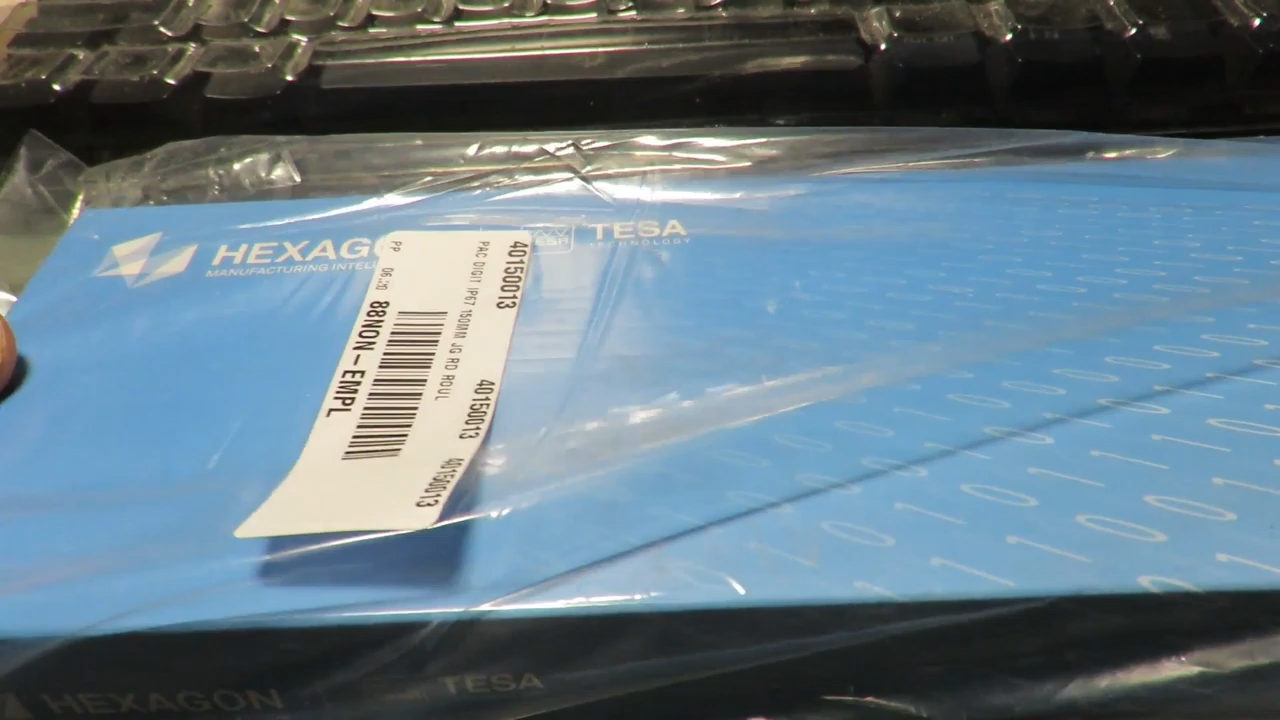 HEXAGO
MANUFACTURING INTELL
TESA
TECHNOLOGY
40150013
PAC DIGIT IP67 150MM JG RD ROUL
40150013
40150013
PP 06.20
88NON-EMPL
HEXAGON
TESA